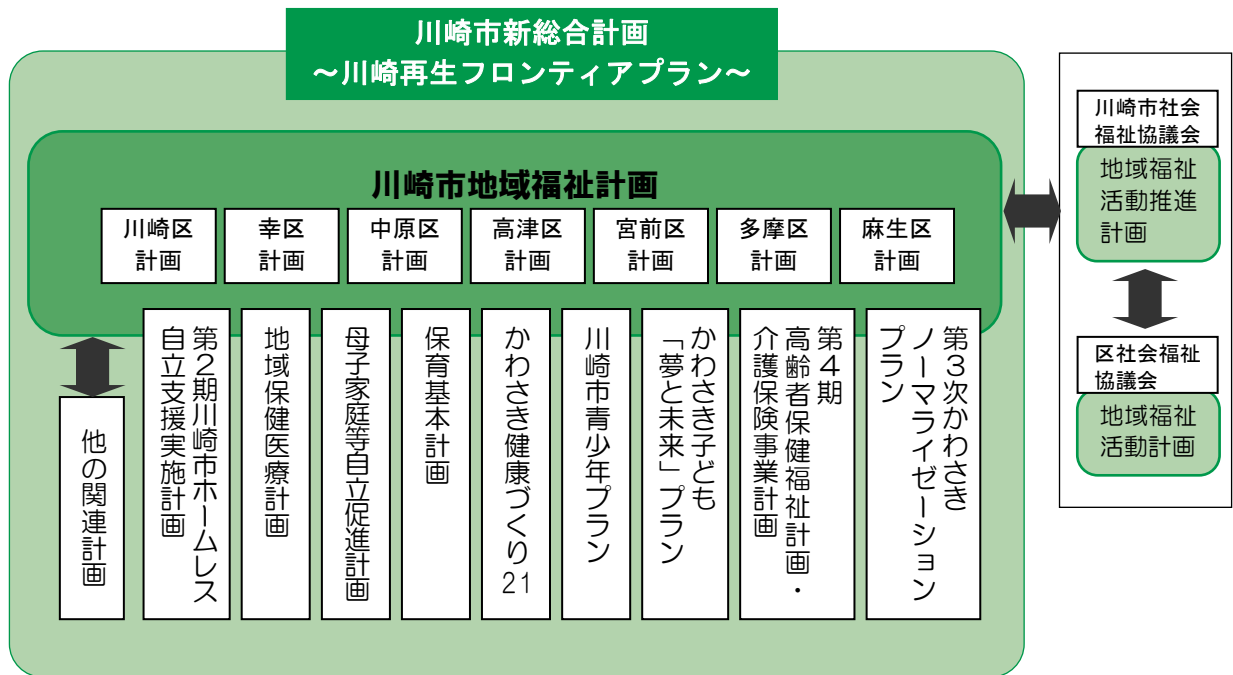 川崎市新総合計画
～川崎再生フロンティアプラン～
川崎市地域福祉計画
川崎区
計画
幸区
計画
中原区
計画
高津区
計画
宮前区
計画
多摩区
計画
麻生区
計画
第３次かわさき
ノーマライゼーション
プラン
第４期
高齢者保健福祉計画・
介護保険事業計画
かわさき子ども
「夢と未来」プラン
川崎市青少年プラン
かわさき健康づくり21
保育基本計画
母子家庭等自立促進計画
地域保健医療計画
第２期川崎市ホームレス
自立支援実施計画
他の関連計画
川崎市社会
福祉協議会
地域福祉
活動推進
計画
区社会福祉
協議会
地域福祉
活動計画